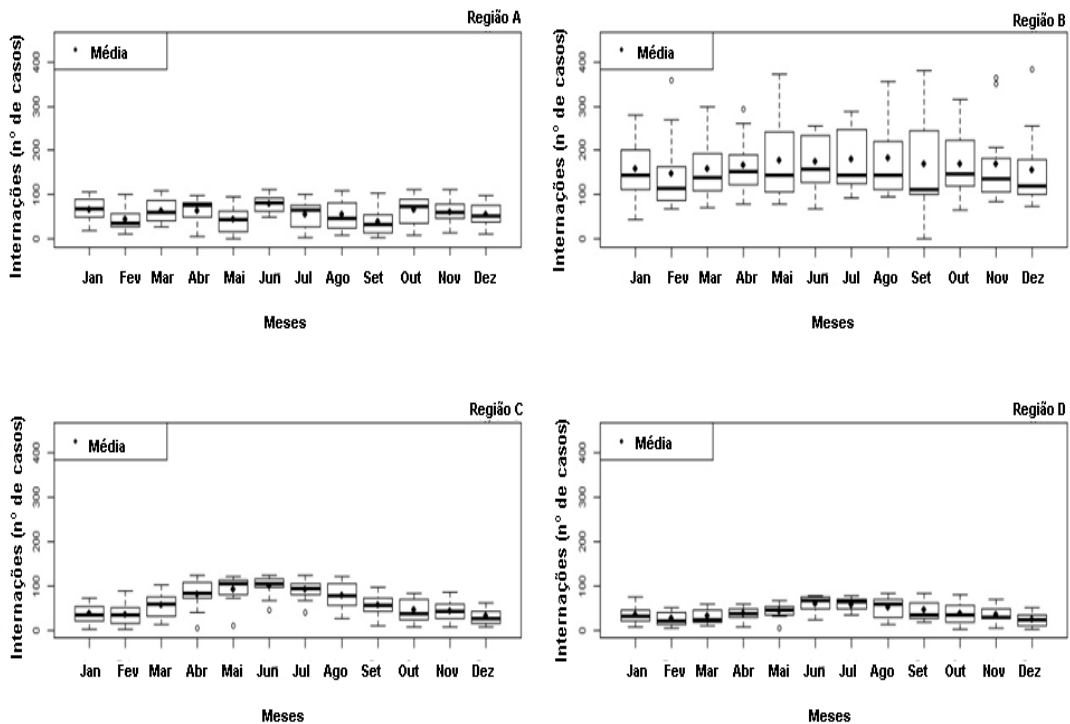 Região A
Média
Internações (n° de casos)
0 100 200 300 400
Jan Fev Mar Abr Mai Jun Jul Ago Set Out Nov Dez
Meses
Região B
Média
Internações (n° de casos)
0 100 200 300 400
Jan Fev Mar Abr Mai Jun Jul Ago Set Out Nov Dez
Meses
Região C
Média
Internações (n° de casos)
0 100 200 300 400
Jan Fev Mar Abr Mai Jun Jul Ago Set Out Nov Dez
Meses
Região D
Média
Internações (n° de casos)
0 100 200 300 400
Jan Fev Mar Abr Mai Jun Jul Ago Set Out Nov Dez
Meses